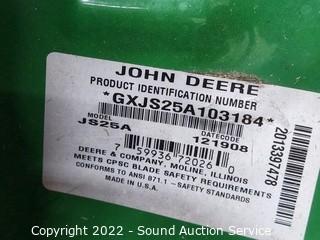 JOHN DEERE
PRODUCT IDENTIFICATION NUMBER
*GXJS25A103184*
MODEL DATECODE
JS25A 121908
7 59936 72026 0
DEERE & COMPANY, MOLINE, ILLINOIS
MEETS CPSC BLADE SAFETY REQUIREMENTS
CONFORMS TO ANSI B71.1 - SAFETY STANDARDS
MADE IN U.S.A.
2013397478
Copyright 2022 - Sound Auction Service